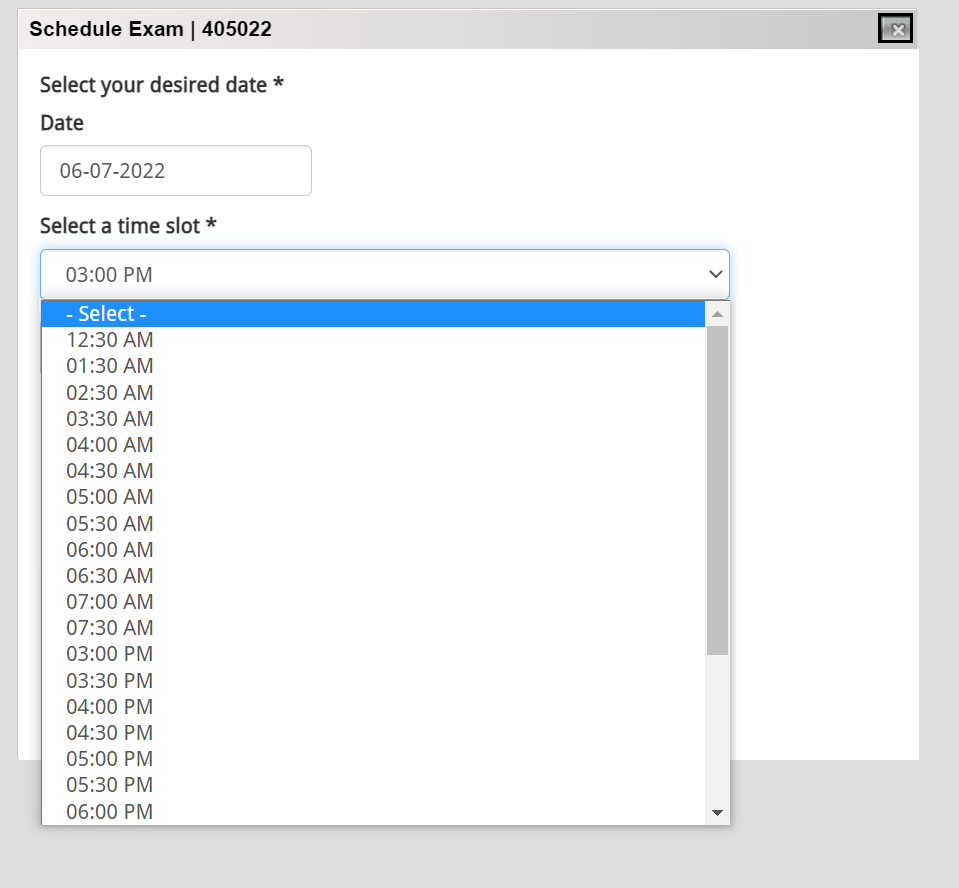 Schedule Exam | 405022
Select your desired date *
Date
06-07-2022
Select a time slot *
03:00 PM
- Select -
12:30 AM
01:30 AM
02:30 AM
03:30 AM
04:00 AM
04:30 AM
05:00 AM
05:30 AM
06:00 AM
06:30 AM
07:00 AM
07:30 AM
03:00 PM
03:30 PM
04:00 PM
04:30 PM
05:00 PM
05:30 PM
06:00 PM